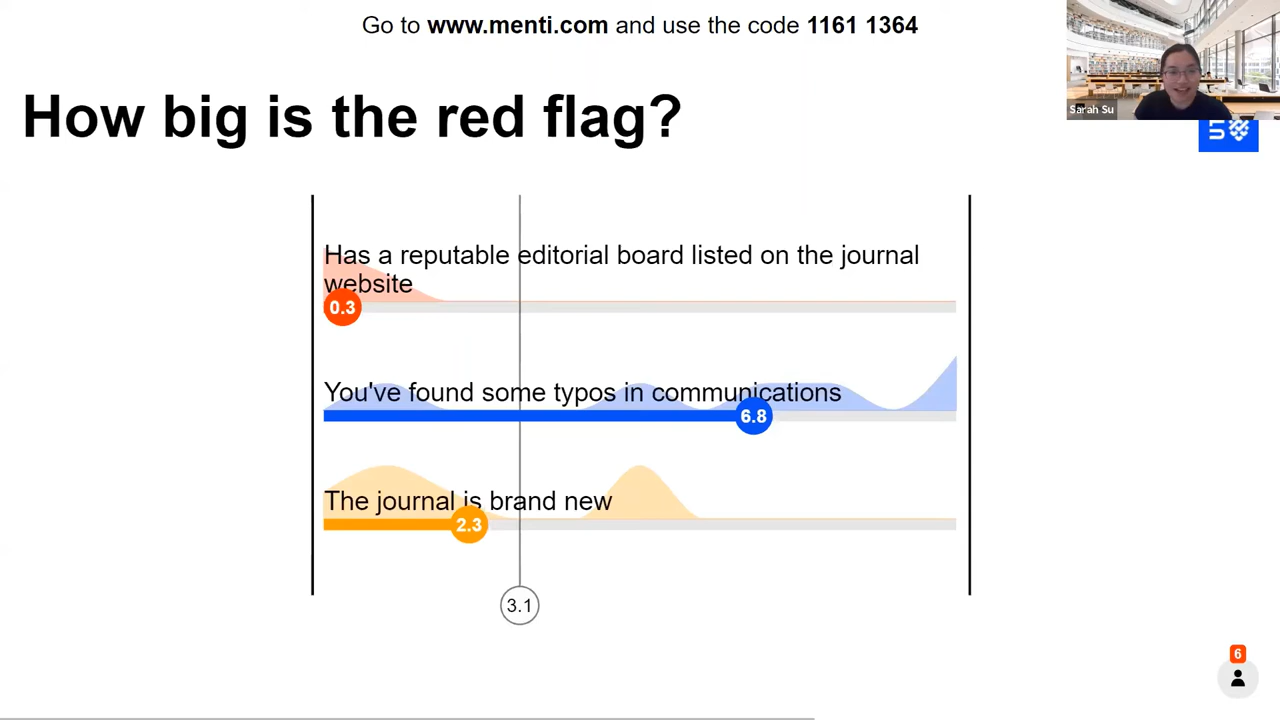 Go to www.menti.com and use the code 1161 1364
Sarah Su
How big is the red flag?
Has a reputable editorial board listed on the journal
website
0.3
You've found some typos in communications
6.8
The journal is brand new
2.3
3.1
6